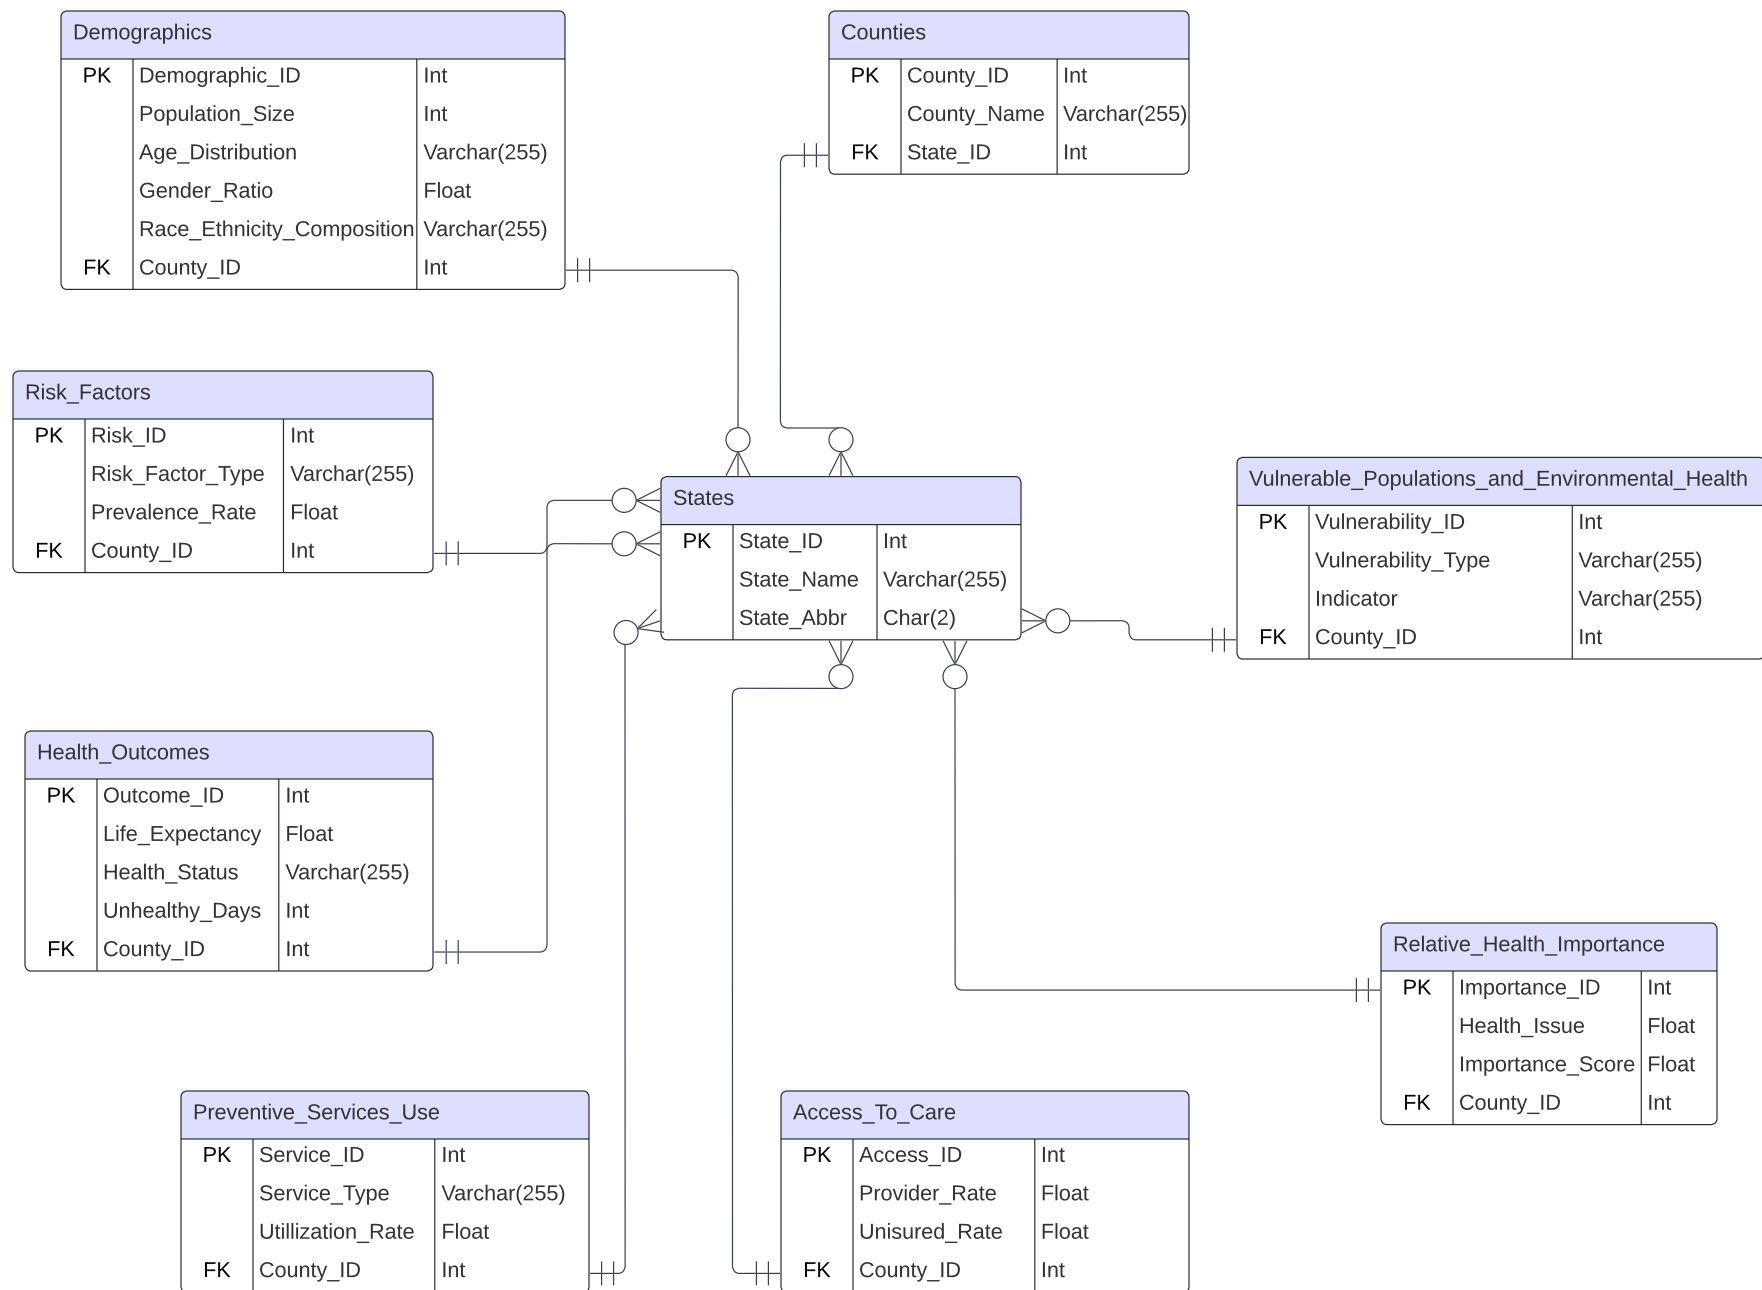 Demographics
PK Demographic_ID Int
Population_Size Int
Age_Distribution Varchar(255)
Gender_Ratio Float
Race_Ethnicity_Composition Varchar(255)
FK County_ID Int
Counties
PK County_ID Int
County_Name Varchar(255)
FK State_ID Int
Risk_Factors
PK Risk_ID Int
Risk_Factor_Type Varchar(255)
Prevalence_Rate Float
FK County_ID Int
States
PK State_ID Int
State_Name Varchar(255)
State_Abbr Char(2)
Vulnerable_Populations_and_Environmental_Health
PK Vulnerability_ID Int
Vulnerability_Type Varchar(255)
Indicator Varchar(255)
FK County_ID Int
Health_Outcomes
PK Outcome_ID Int
Life_Expectancy Float
Health_Status Varchar(255)
Unhealthy_Days Int
FK County_ID Int
Relative_Health_Importance
PK Importance_ID Int
Health_Issue Float
Importance_Score Float
FK County_ID Int
Preventive_Services_Use
PK Service_ID Int
Service_Type Varchar(255)
Utillization_Rate Float
FK County_ID Int
Access_To_Care
PK Access_ID Int
Provider_Rate Float
Unisured_Rate Float
FK County_ID Int